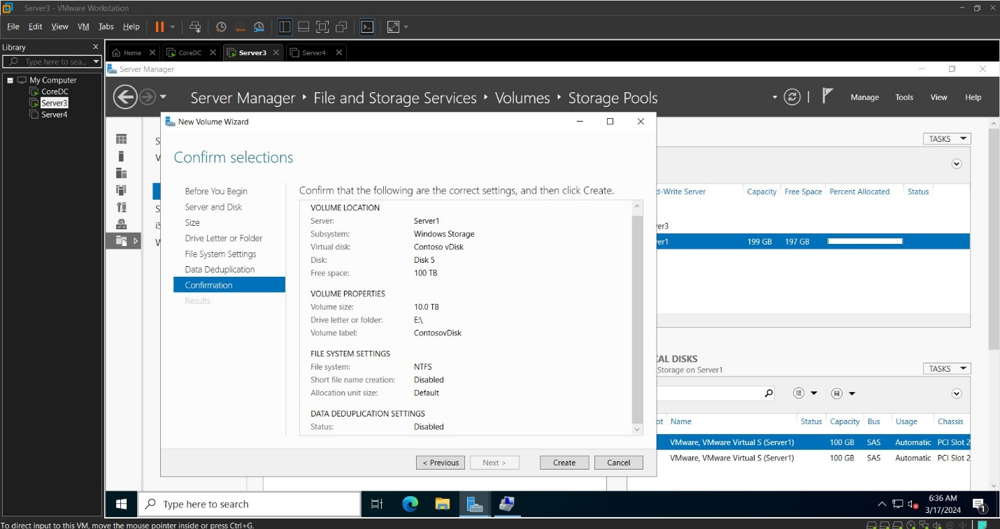 Server3 - VMware Workstation
File Edit View VM Tabs Help
Library
Type here to sea...
My Computer
CoreDC
Server3
Server4
Home CoreDC Server3 Server4
Server Manager
Server Manager File and Storage Services Volumes Storage Pools
Manage Tools View Help
New Volume Wizard
Confirm selections
Before You Begin
Server and Disk
Size
Drive Letter or Folder
File System Settings
Data Deduplication
Confirmation
Results
Confirm that the following are the correct settings, and then click Create.
VOLUME LOCATION
Server: Server1
Subsystem: Windows Storage
Virtual disk: Contoso vDisk
Disk: Disk 5
Free space: 100 TB
VOLUME PROPERTIES
Volume size: 10.0 TB
Drive letter or folder: E:\
Volume label: ContosovDisk
FILE SYSTEM SETTINGS
File system: NTFS
Short file name creation: Disabled
Allocation unit size: Default
DATA DEDUPLICATION SETTINGS
Status: Disabled
< Previous Next > Create Cancel
TASKS
d-Write Server Capacity Free Space Percent Allocated Status
er3
er1 199 GB 197 GB
CAL DISKS
Storage on Server1
TASKS
ot Name Status Capacity Bus Usage Chassis
VMware, VMware Virtual S (Server1) 100 GB SAS Automatic PCI Slot 2
VMware, VMware Virtual S (Server1) 100 GB SAS Automatic PCI Slot 2
Type here to search
6:36 AM
3/17/2024
1
To direct input to this VM, move the mouse pointer inside or press Ctrl+G.